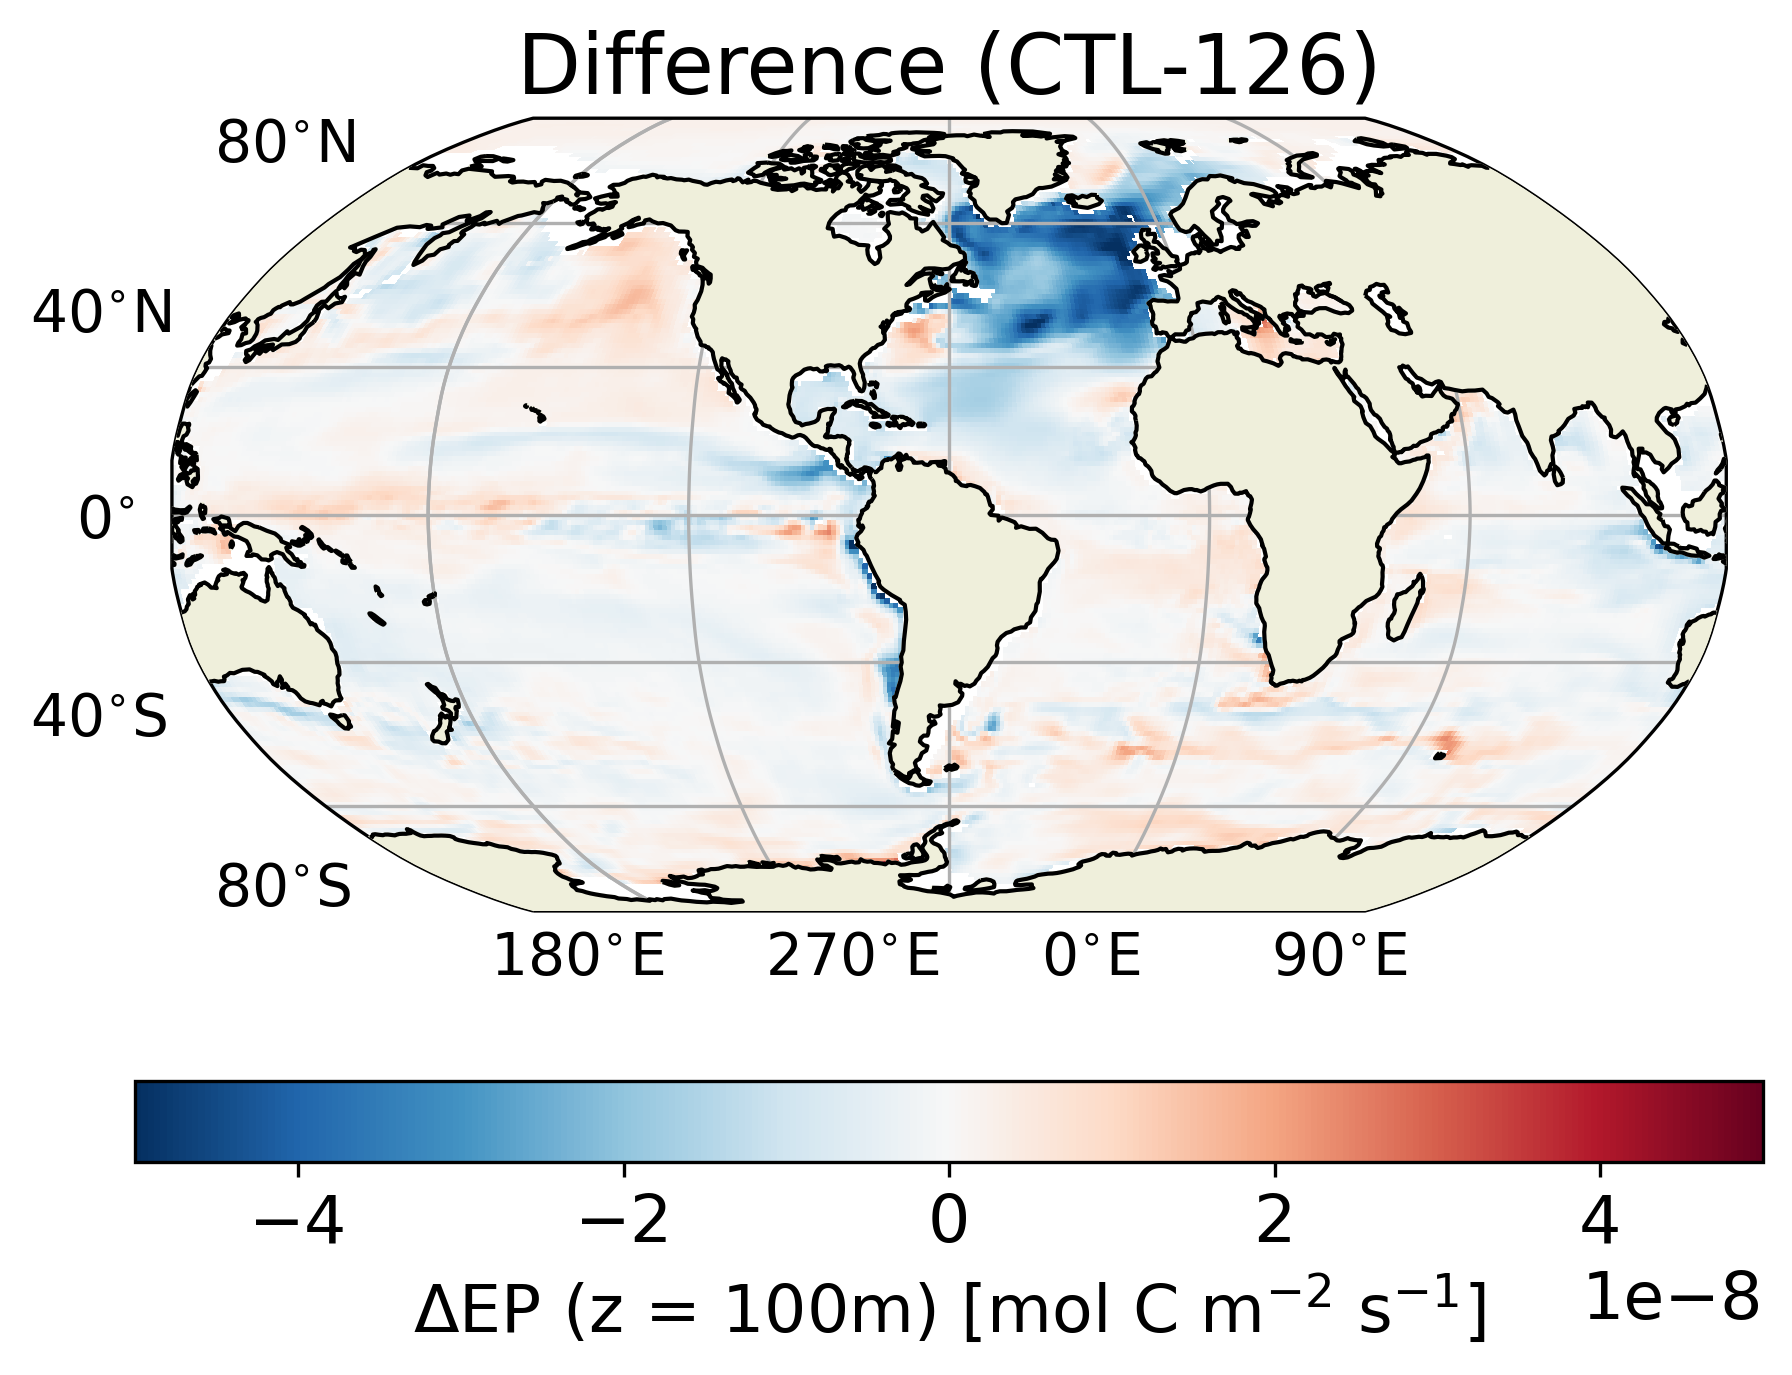 Difference (CTL-126)
80°N
40°N
0°
40°S
80°S
180°E 270°E 0°E 90°E
−4 −2 0 2 4
1e−8
ΔEP (z = 100m) [mol C m⁻² s⁻¹]